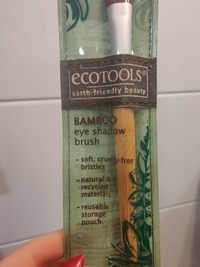 ecoTOOLS®
earth-friendly beauty
BAMBOO
eye shadow
brush
- soft, cruelty-free
bristles
- natural &
recycled
materials
- reusable
storage
pouch